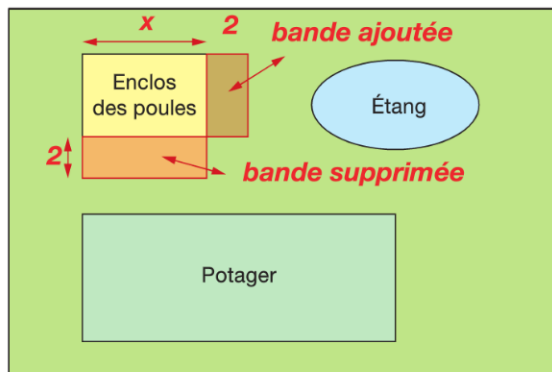 x
2
bande ajoutée
Enclos
des poules
Étang
2
bande supprimée
Potager